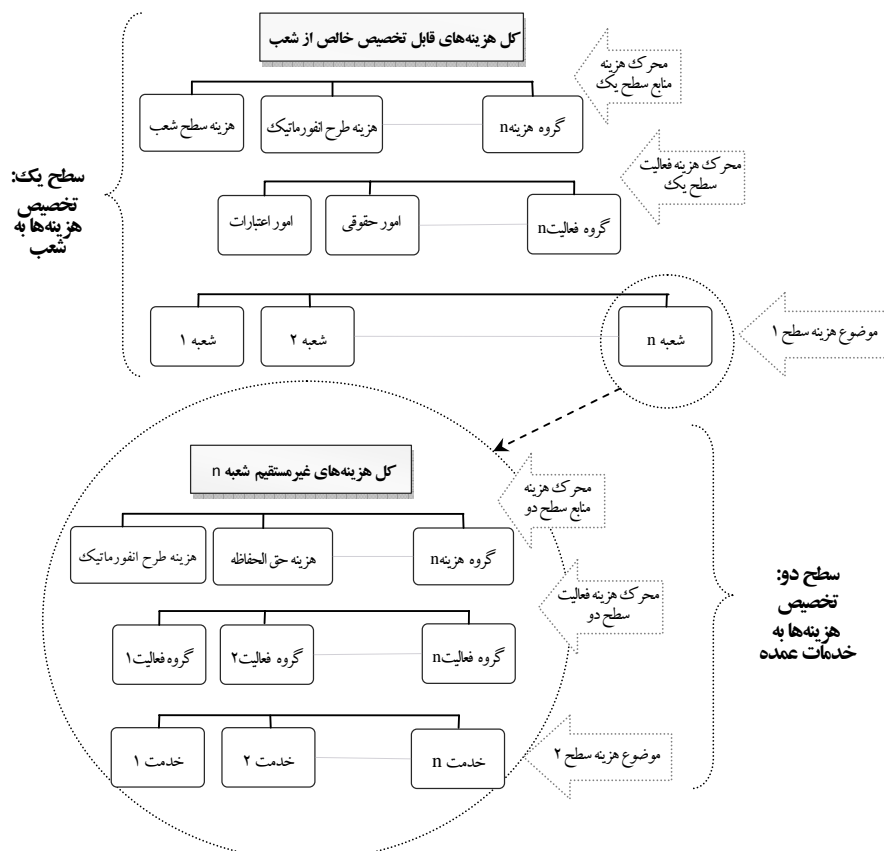 کل هزینه‌های قابل تخصیص خالص از شعب
محرک هزینه
منابع سطح یک
گروه هزینهn
هزینه طرح انفورماتیک
هزینه سطح شعب
محرک هزینه فعالیت
سطح یک
سطح یک:
تخصیص
هزینه‌ها به
شعب
گروه فعالیتn
امور حقوقی
امور اعتبارات
موضوع هزینه سطح ۱
شعبه n
شعبه ۲
شعبه ۱
کل هزینه‌های غیرمستقیم شعبه n
محرک هزینه
منابع سطح دو
گروه هزینهn
هزینه حق الحفاظه
هزینه طرح انفورماتیک
محرک هزینه فعالیت
سطح دو
سطح دو:
تخصیص
هزینه‌ها به
خدمات عمده
گروه فعالیتn
گروه فعالیت۲
گروه فعالیت۱
موضوع هزینه سطح ۲
خدمت n
خدمت ۲
خدمت ۱